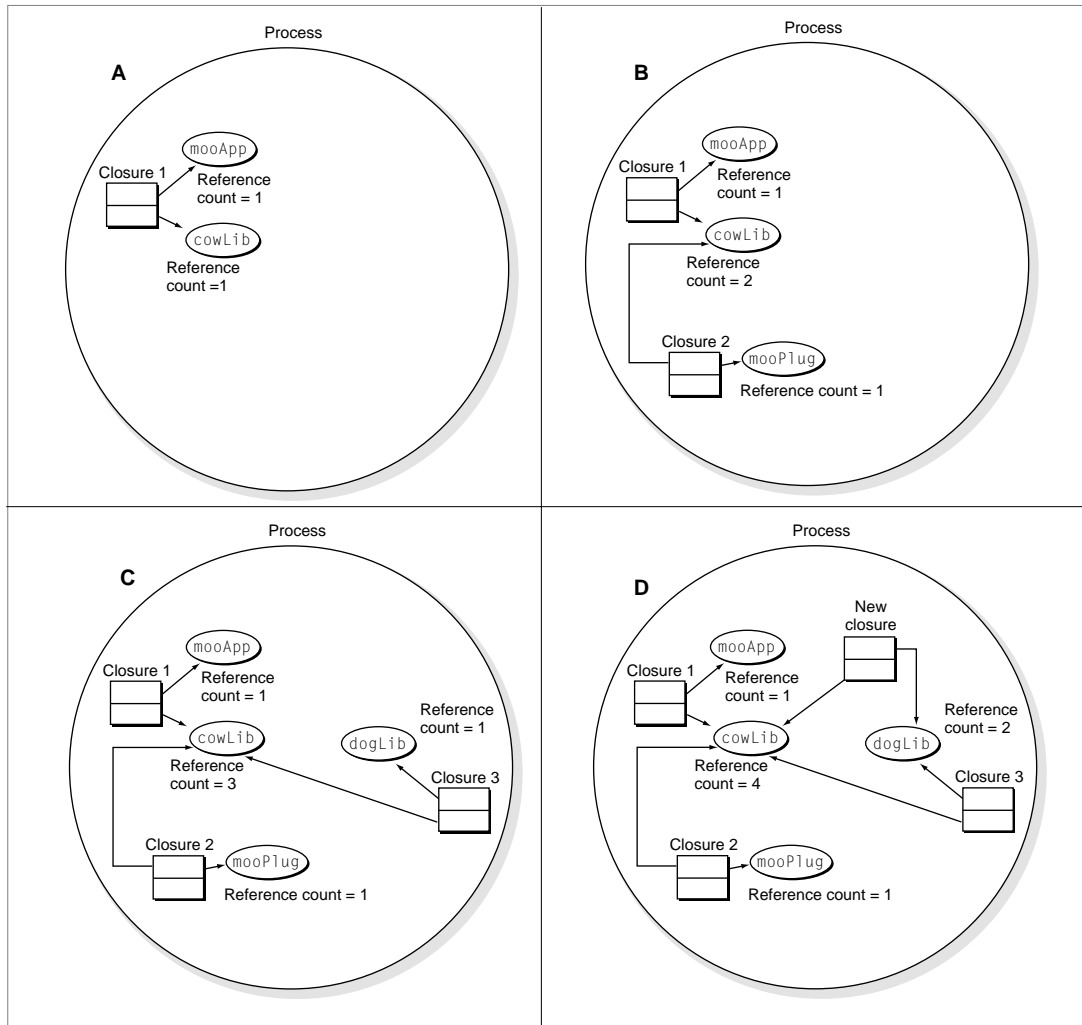 Process
A
mooApp
Closure 1
Reference
count = 1
cowLib
Reference
count =1
Process
B
mooApp
Closure 1
Reference
count = 1
cowLib
Reference
count = 2
Closure 2
mooPlug
Reference count = 1
Process
C
mooApp
Closure 1
Reference
count = 1
cowLib
Reference
count = 3
Reference
count = 1
dogLib
Closure 3
Closure 2
mooPlug
Reference count = 1
Process
D
New
closure
mooApp
Closure 1
Reference
count = 1
cowLib
Reference
count = 4
Reference
count = 2
dogLib
Closure 3
Closure 2
mooPlug
Reference count = 1